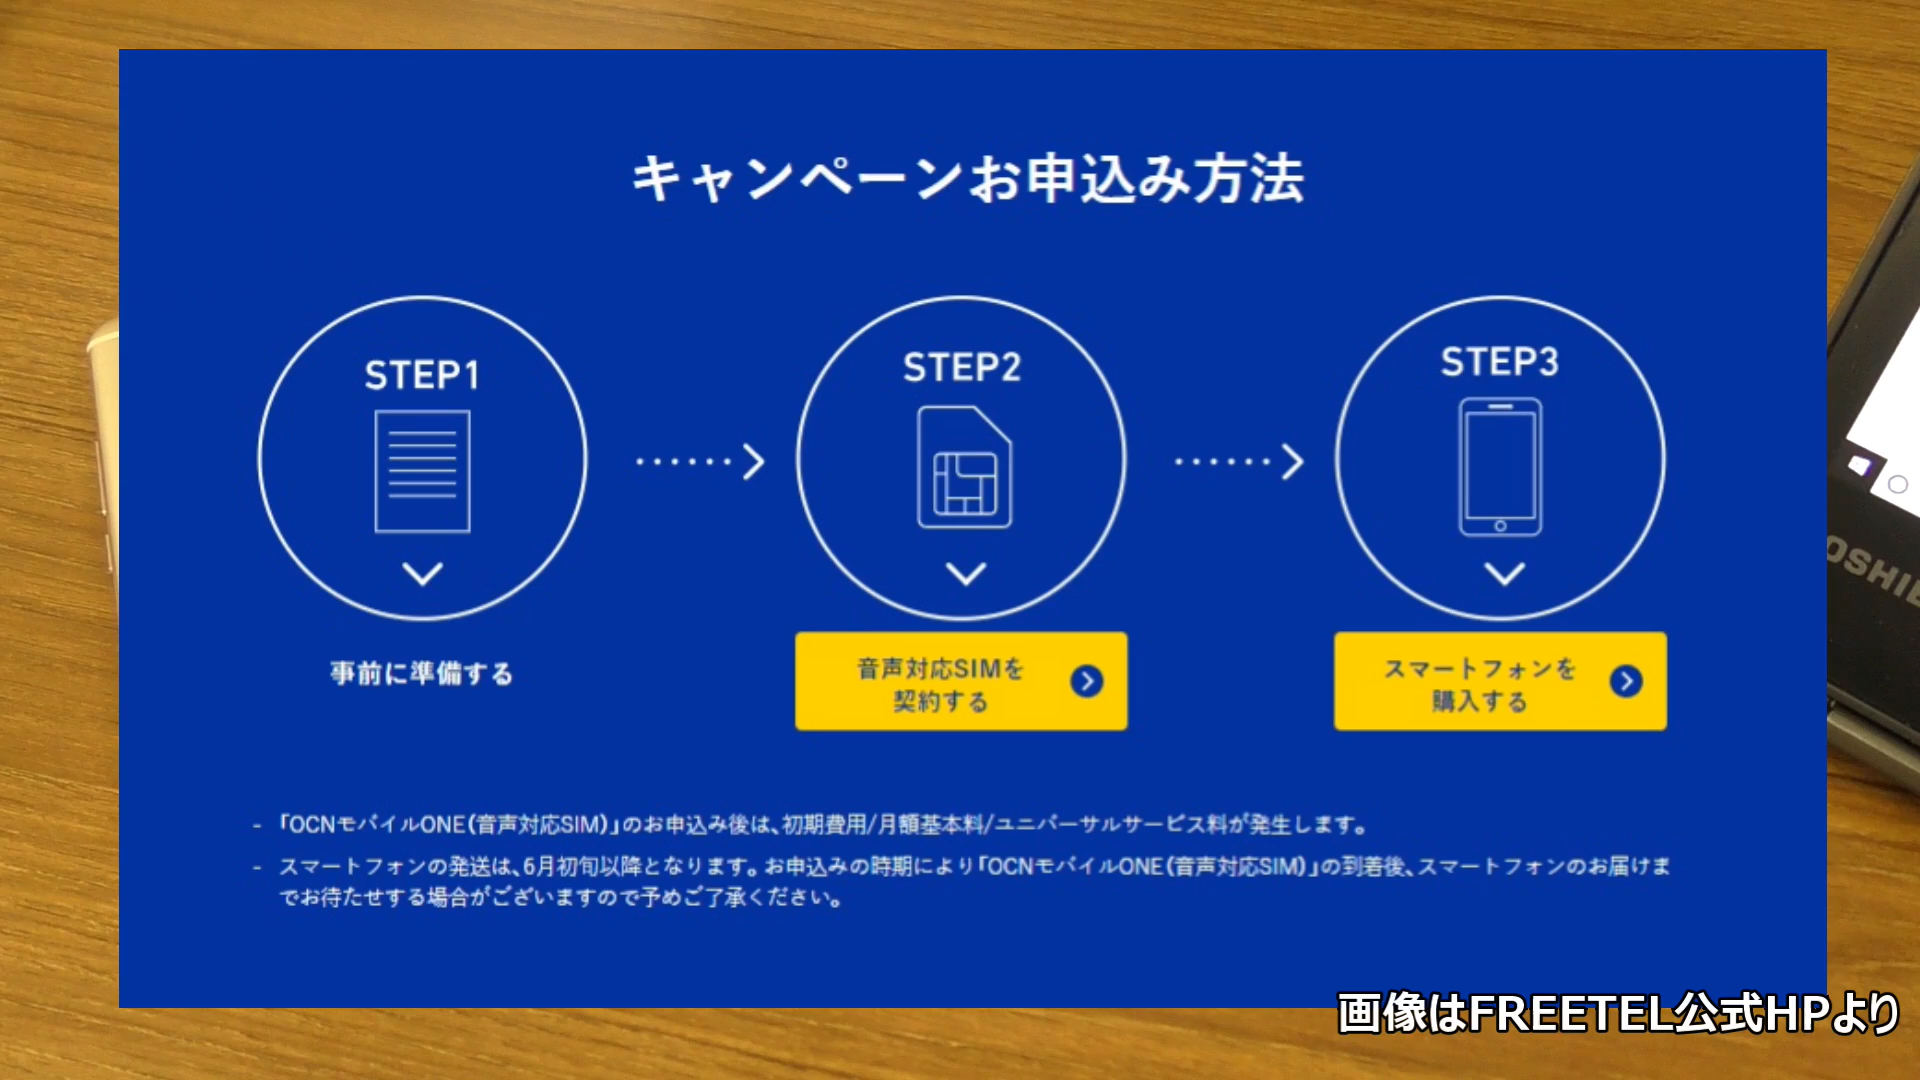 キャンペーンお申込み方法
STEP1
STEP2
STEP3
事前に準備する
音声対応SIMを
契約する
スマートフォンを
購入する
- 「OCNモバイルONE(音声対応SIM)」のお申込み後は、初期費用/月額基本料/ユニバーサルサービス料が発生します。
- スマートフォンの発送は、6月初旬以降となります。お申込みの時期により「OCNモバイルONE(音声対応SIM)」の到着後、スマートフォンのお届けま
でお待たせする場合がございますので予めご了承ください。
画像はFREETEL公式HPより